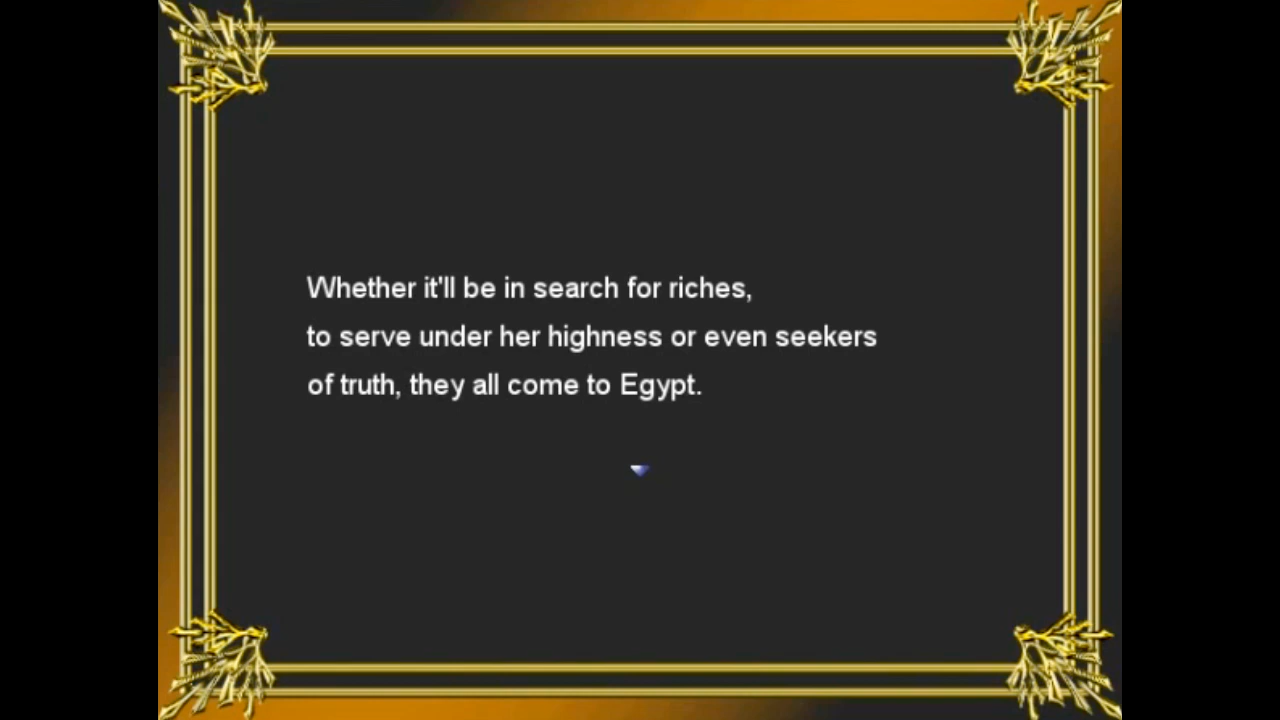 Whether it'll be in search for riches,
to serve under her highness or even seekers
of truth, they all come to Egypt.